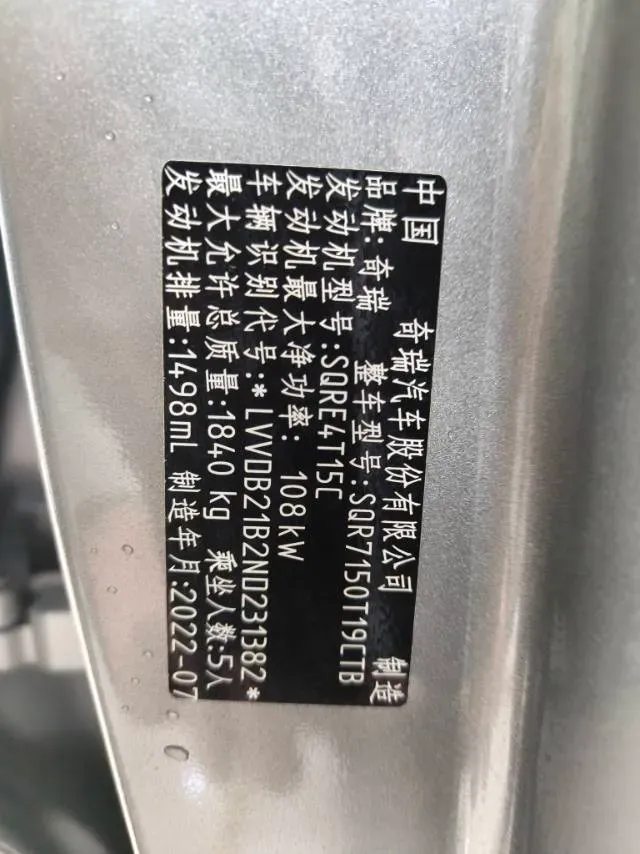 中国 奇瑞汽车股份有限公司 制造
品牌:奇瑞 整车型号:SQR7150T19CTB
发动机型号:SQRE4T15C
发动机最大净功率: 108kW
车辆识别代号:*LVVDB21B2ND231382*
最大允许总质量:1840 kg 乘坐人数:5人
发动机排量:1498mL 制造年月:2022-07